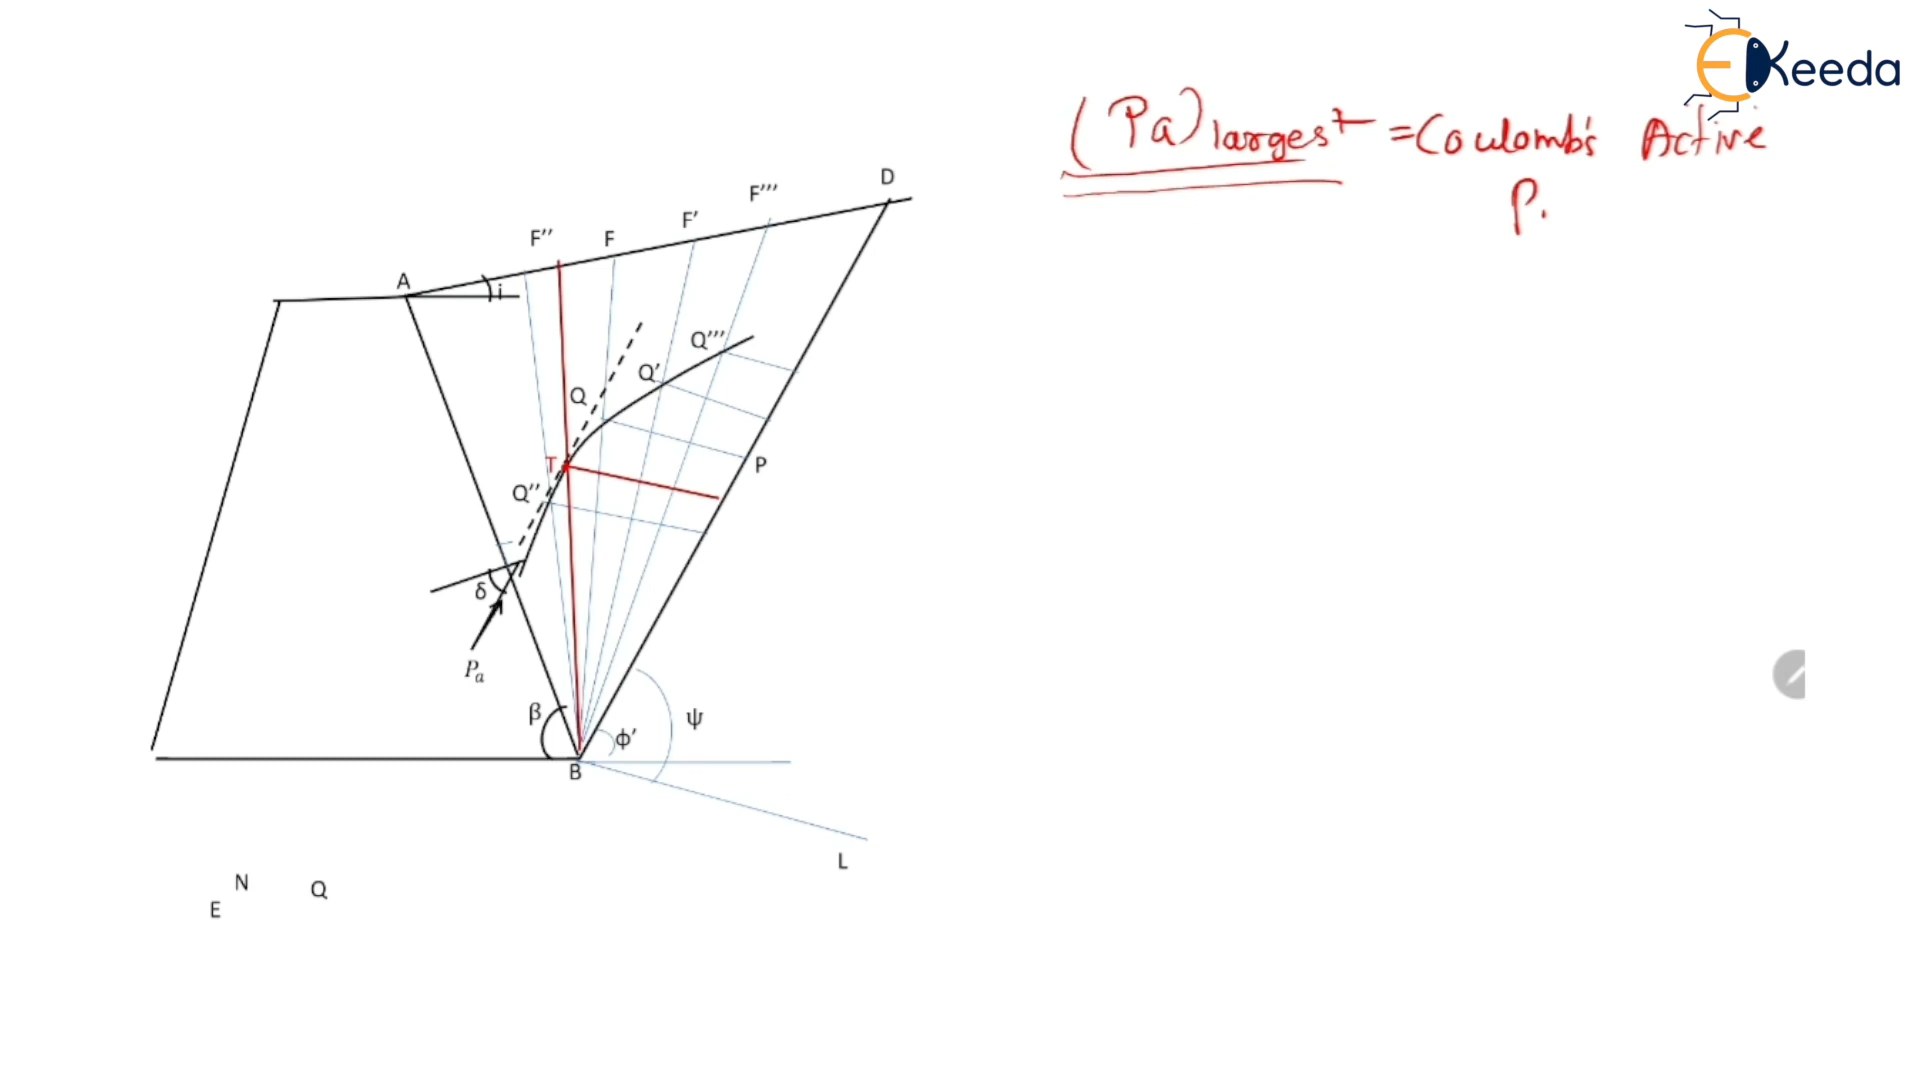 EKeeda
(Pa)largest = Coulomb's Active
P.
D
F'''
F'
F''
F
A
i
Q'''
Q'
Q
T
P
Q''
δ
Pa
β
ψ
ϕ'
B
L
N
Q
E